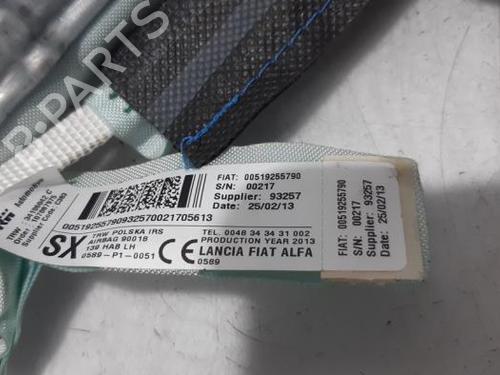 FIAT: 00519255790
S/N: 00217
Supplier: 93257
Date: 25/02/13
00519255790932570021705613
SX
TRW POLSKA IRS
AIRBAG 90018
139 HAB LH
0589-P1-0051
TEL. 0048 34 34 31 002
PRODUCTION YEAR 2013
CE LANCIA FIAT ALFA
0589
FIAT: 00519255790
S/N: 00217
Supplier: 93257
Date: 25/02/13